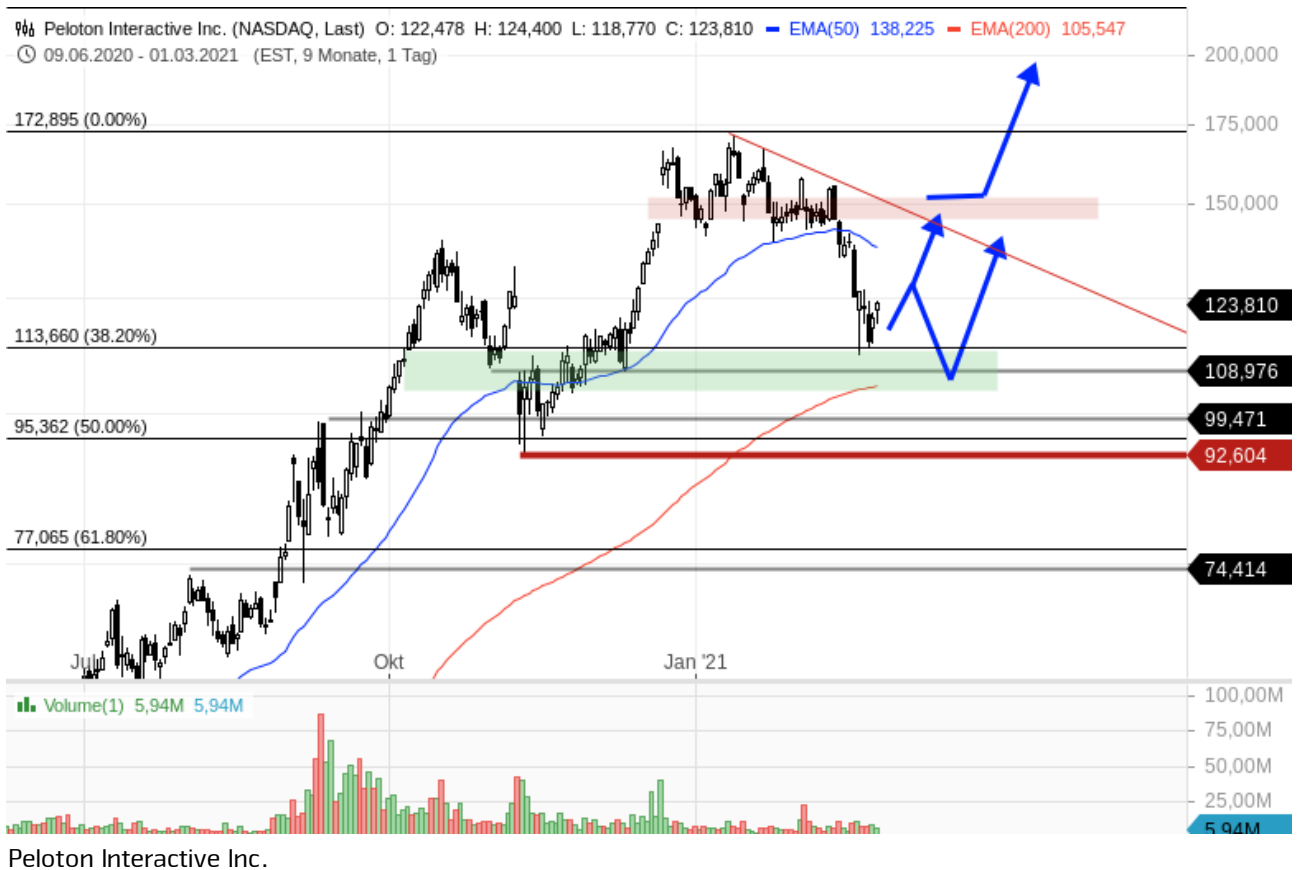 Peloton Interactive Inc. (NASDAQ, Last) O: 122,478 H: 124,400 L: 118,770 C: 123,810 EMA(50) 138,225 EMA(200) 105,547
09.06.2020 - 01.03.2021 (EST, 9 Monate, 1 Tag)
200,000
172,895 (0.00%)
175,000
150,000
123,810
113,660 (38.20%)
108,976
99,471
95,362 (50.00%)
92,604
77,065 (61.80%)
74,414
Jul Okt Jan '21
Volume(1) 5,94M 5,94M
100,00M
75,00M
50,00M
25,00M
5,94M
Peloton Interactive Inc.